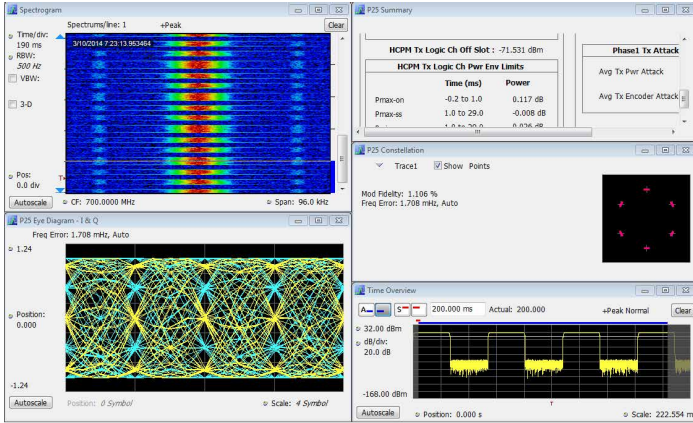 Spectrogram
Spectrums/line: 1
+Peak
Clear
Time/div:
190 ms
RBW:
500 Hz
VBW:
3-D
Pos:
0.0 div
3/10/2014 7:23:13.953464
T
Autoscale
CF: 700.0000 MHz
Span: 96.0 kHz
P25 Summary
HCPM Tx Logic Ch Off Slot : -71.531 dBm
HCPM Tx Logic Ch Pwr Env Limits
Time (ms) Power
Pmax-on -0.2 to 1.0 0.117 dB
Pmax-ss 1.0 to 29.0 -0.008 dB
Phase1 Tx Attack
Avg Tx Pwr Attack
Avg Tx Encoder Attack
P25 Constellation
Trace1 Show Points
Mod Fidelity: 1.106 %
Freq Error: 1.708 mHz, Auto
P25 Eye Diagram - I & Q
Freq Error: 1.708 mHz, Auto
1.24
Position:
0.000
-1.24
Autoscale
Position: 0 Symbol
Scale: 4 Symbol
Time Overview
A
S
200.000 ms
Actual: 200.000
+Peak Normal
Clear
32.00 dBm
dB/div:
20.0 dB
-168.00 dBm
T
Autoscale
Position: 0.000 s
Scale: 222.554 m